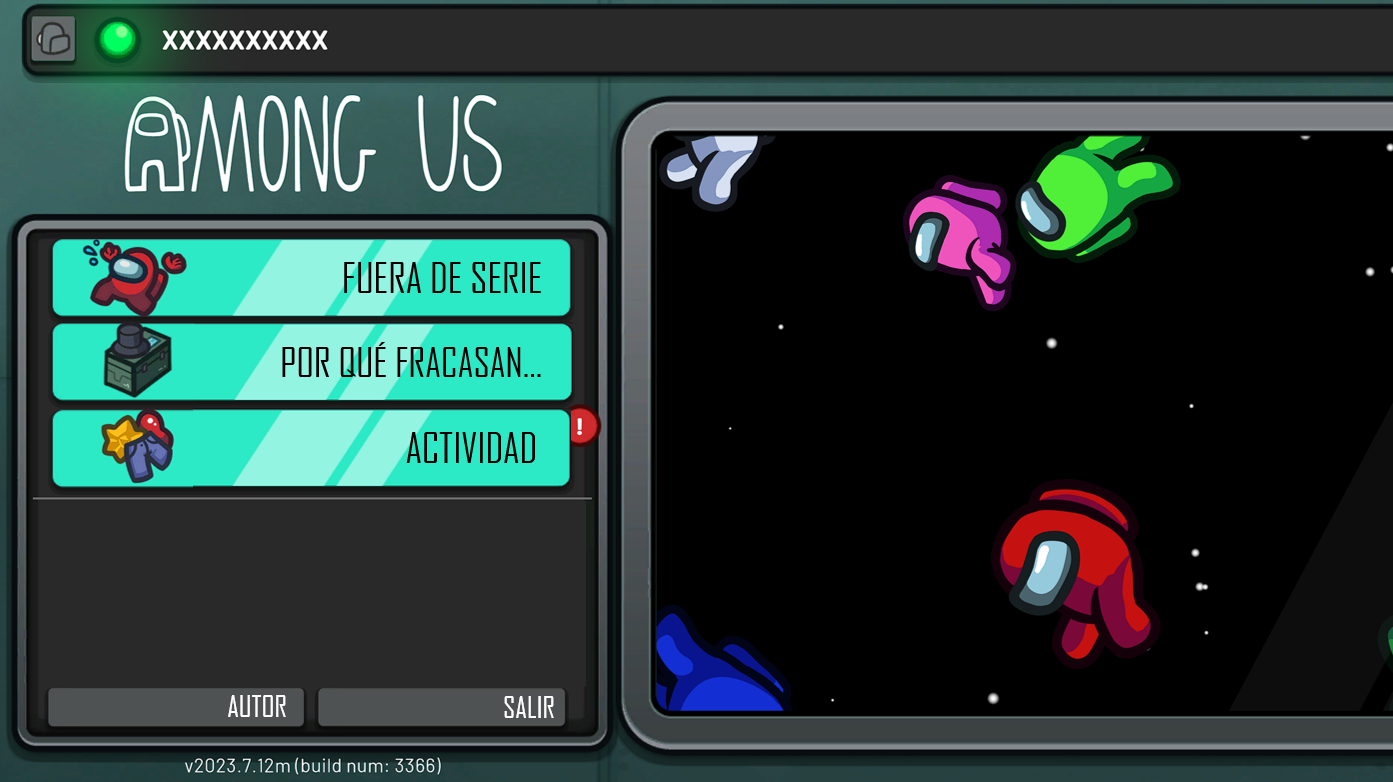 XXXXXXXXXX
AMONG US
FUERA DE SERIE
POR QUÉ FRACASAN...
!
ACTIVIDAD
AUTOR
SALIR
v2023.7.12m (build num: 3366)